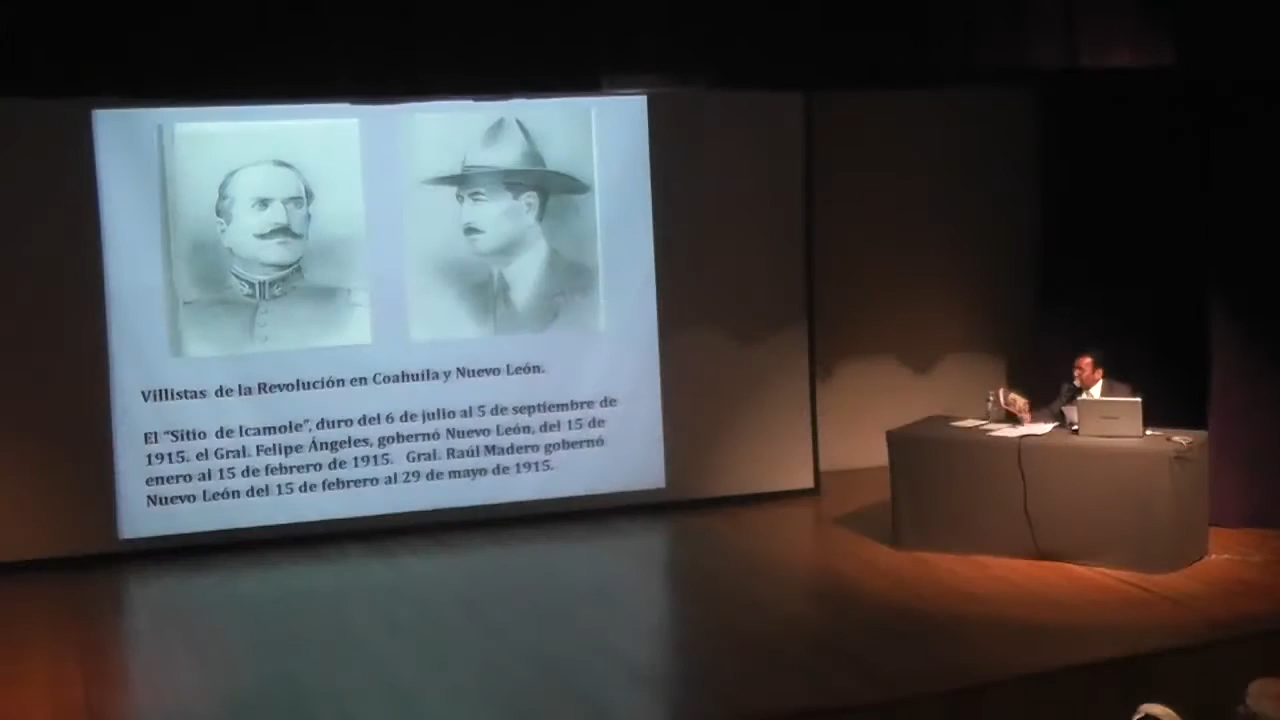 Villistas de la Revolución en Coahuila y Nuevo León.
El "Sitio de Icamole", duro del 6 de julio al 5 de septiembre de
1915. el Gral. Felipe Ángeles, gobernó Nuevo León, del 15 de
enero al 15 de febrero de 1915. Gral. Raúl Madero gobernó
Nuevo León del 15 de febrero al 29 de mayo de 1915.